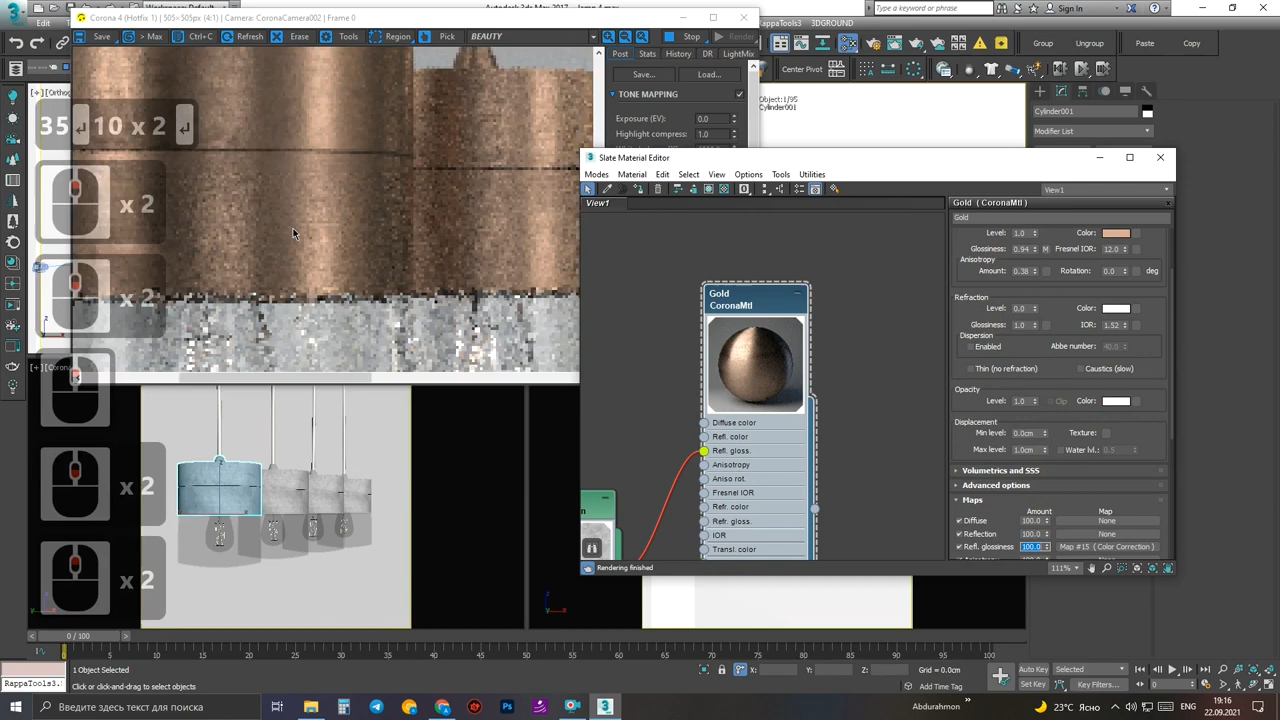 Edit
Corona 4 (Hotfix 1) | 505×505px (4:1) | Camera: CoronaCamera002 | Frame 0
Type a keyword or phrase
Save
> Max
Ctrl+C
Refresh
Erase
Tools
Region
Pick
BEAUTY
Stop
Render
RappaTools3
3DGROUND
Ungroup
Paste
Copy
Post
Stats
History
DR
LightMix
Center Pivot
Save...
Load...
TONE MAPPING
Exposure (EV):
0.0
Highlight compress:
1.0
Object:1/95
Cylinder001
Cylinder001
Modifier List
35
10 x 2
x 2
x 2
x 2
x 2
Slate Material Editor
Modes
Material
Edit
Select
View
Options
Tools
Utilities
View1
View1
Gold ( CoronaMtl )
Gold
Level:
1.0
Color:
Glossiness:
0.94
M
Fresnel IOR:
12.0
Anisotropy
Amount:
0.38
Rotation:
0.0
deg
Refraction
Level:
0.0
Color:
Glossiness:
1.0
IOR:
1.52
Dispersion
Enabled
Abbe number:
40.0
Thin (no refraction)
Caustics (slow)
Opacity
Level:
1.0
Clip
Color:
Displacement
Min level:
0.0cm
Texture:
Max level:
1.0cm
Water lvl.:
0.5
Volumetrics and SSS
Advanced options
Maps
Amount
Map
Diffuse
100.0
None
Reflection
100.0
None
Refl. glossiness
100.0
Map #15 ( Color Correction )
Gold
CoronaMtl
Diffuse color
Refl. color
Refl. gloss.
Anisotropy
Aniso rot.
Fresnel IOR
Refr. color
Refr. gloss.
IOR
Transl. color
Rendering finished
111%
0 / 100
0
5
10
15
20
25
30
35
40
45
50
55
60
65
70
75
80
85
90
95
100
1 Object Selected
Click or click-and-drag to select objects
RappaTools3.
X:
Y:
Z:
Grid = 0.0cm
Add Time Tag
Auto Key
Selected
Set Key
Key Filters...
0
Введите здесь текст для поиска
Abdurahmon
23°C Ясно
19:16
22.09.2021